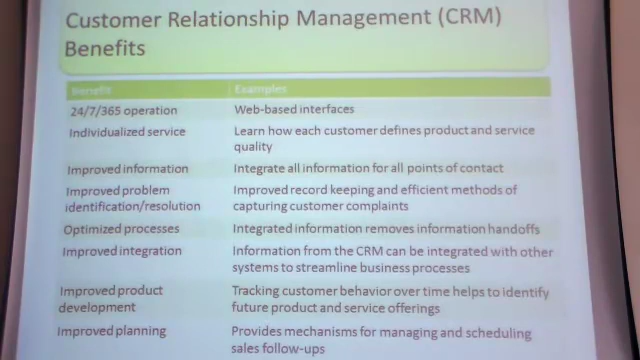 Customer Relationship Management (CRM)
Benefits
Benefit Examples
24/7/365 operation Web-based interfaces
Individualized service Learn how each customer defines product and service
quality
Improved information Integrate all information for all points of contact
Improved problem Improved record keeping and efficient methods of
identification/resolution capturing customer complaints
Optimized processes Integrated information removes information handoffs
Improved integration Information from the CRM can be integrated with other
systems to streamline business processes
Improved product Tracking customer behavior over time helps to identify
development future product and service offerings
Improved planning Provides mechanisms for managing and scheduling
sales follow-ups